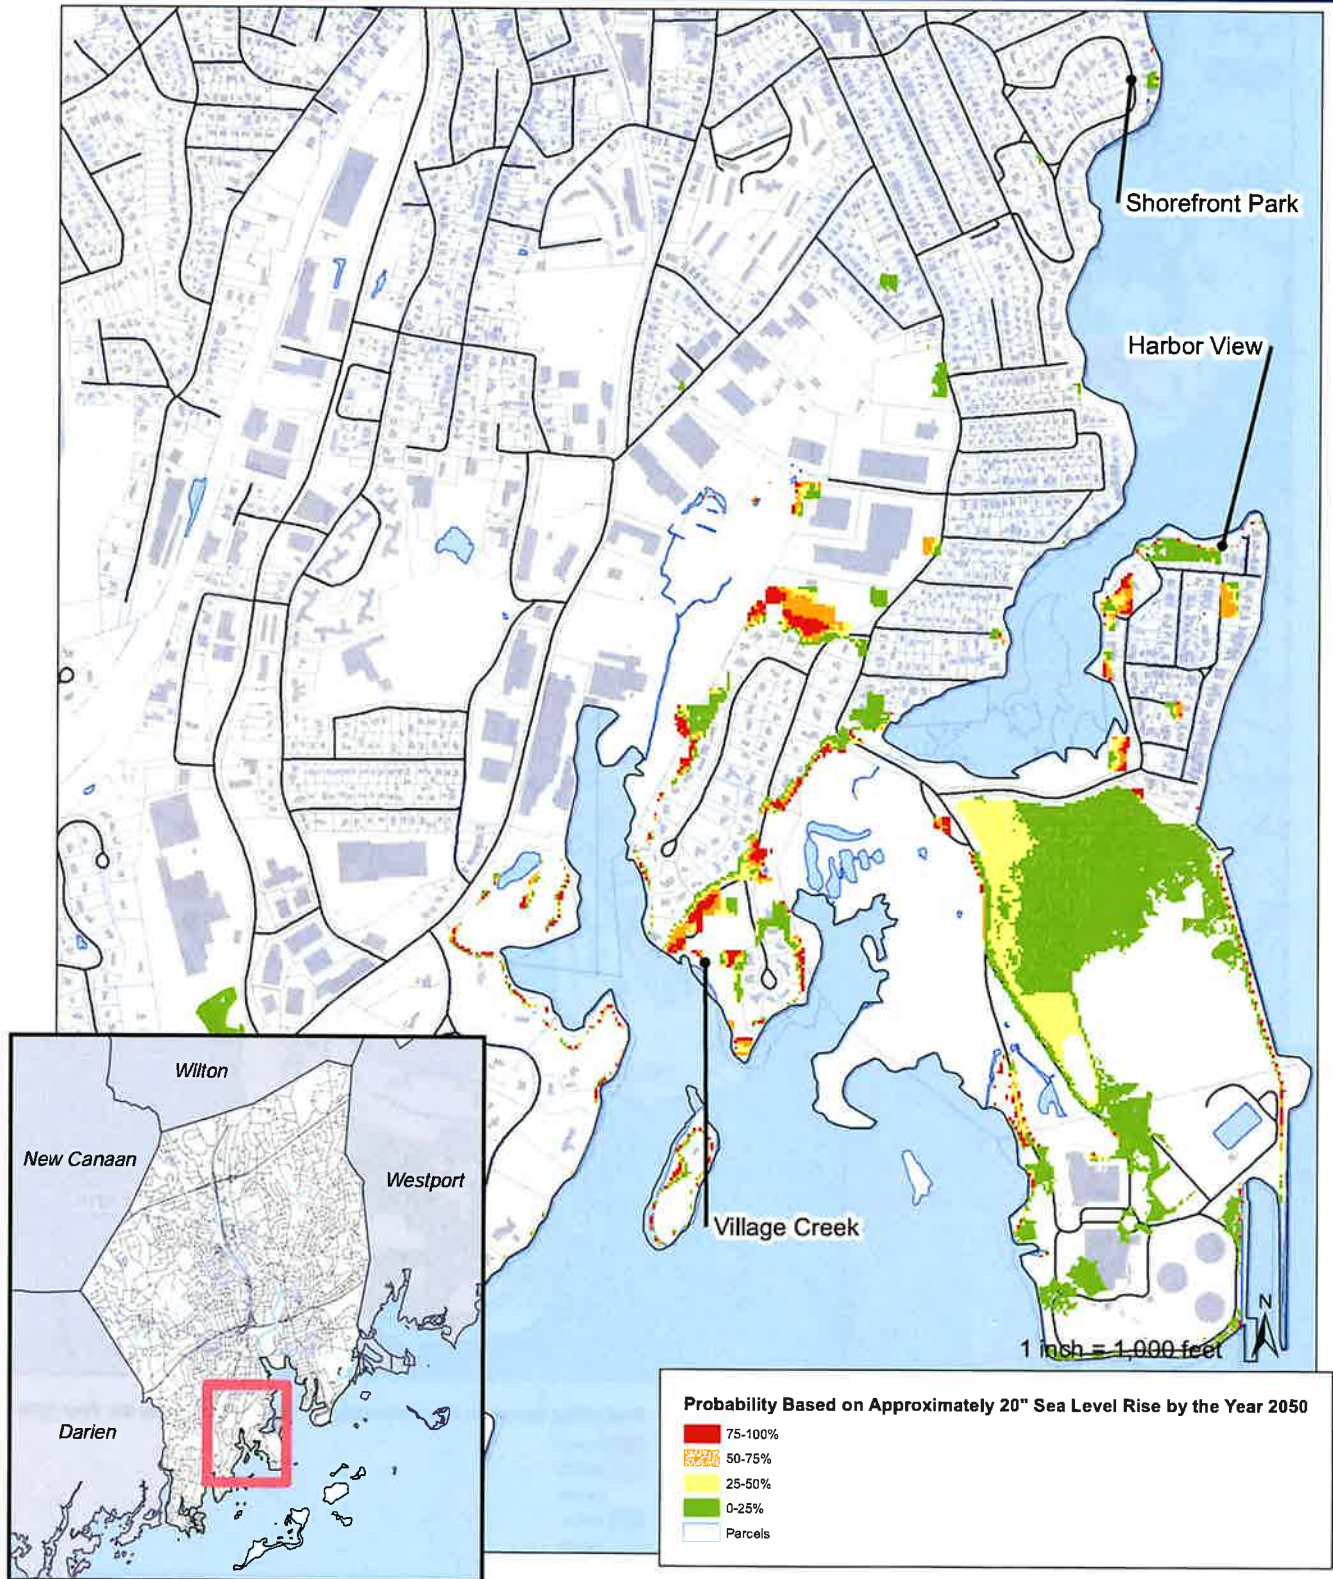 Shorefront Park
Harbor View
Village Creek
Wilton
New Canaan
Westport
Darien
N
1 inch = 1,000 feet
Probability Based on Approximately 20" Sea Level Rise by the Year 2050
75-100%
50-75%
25-50%
0-25%
Parcels